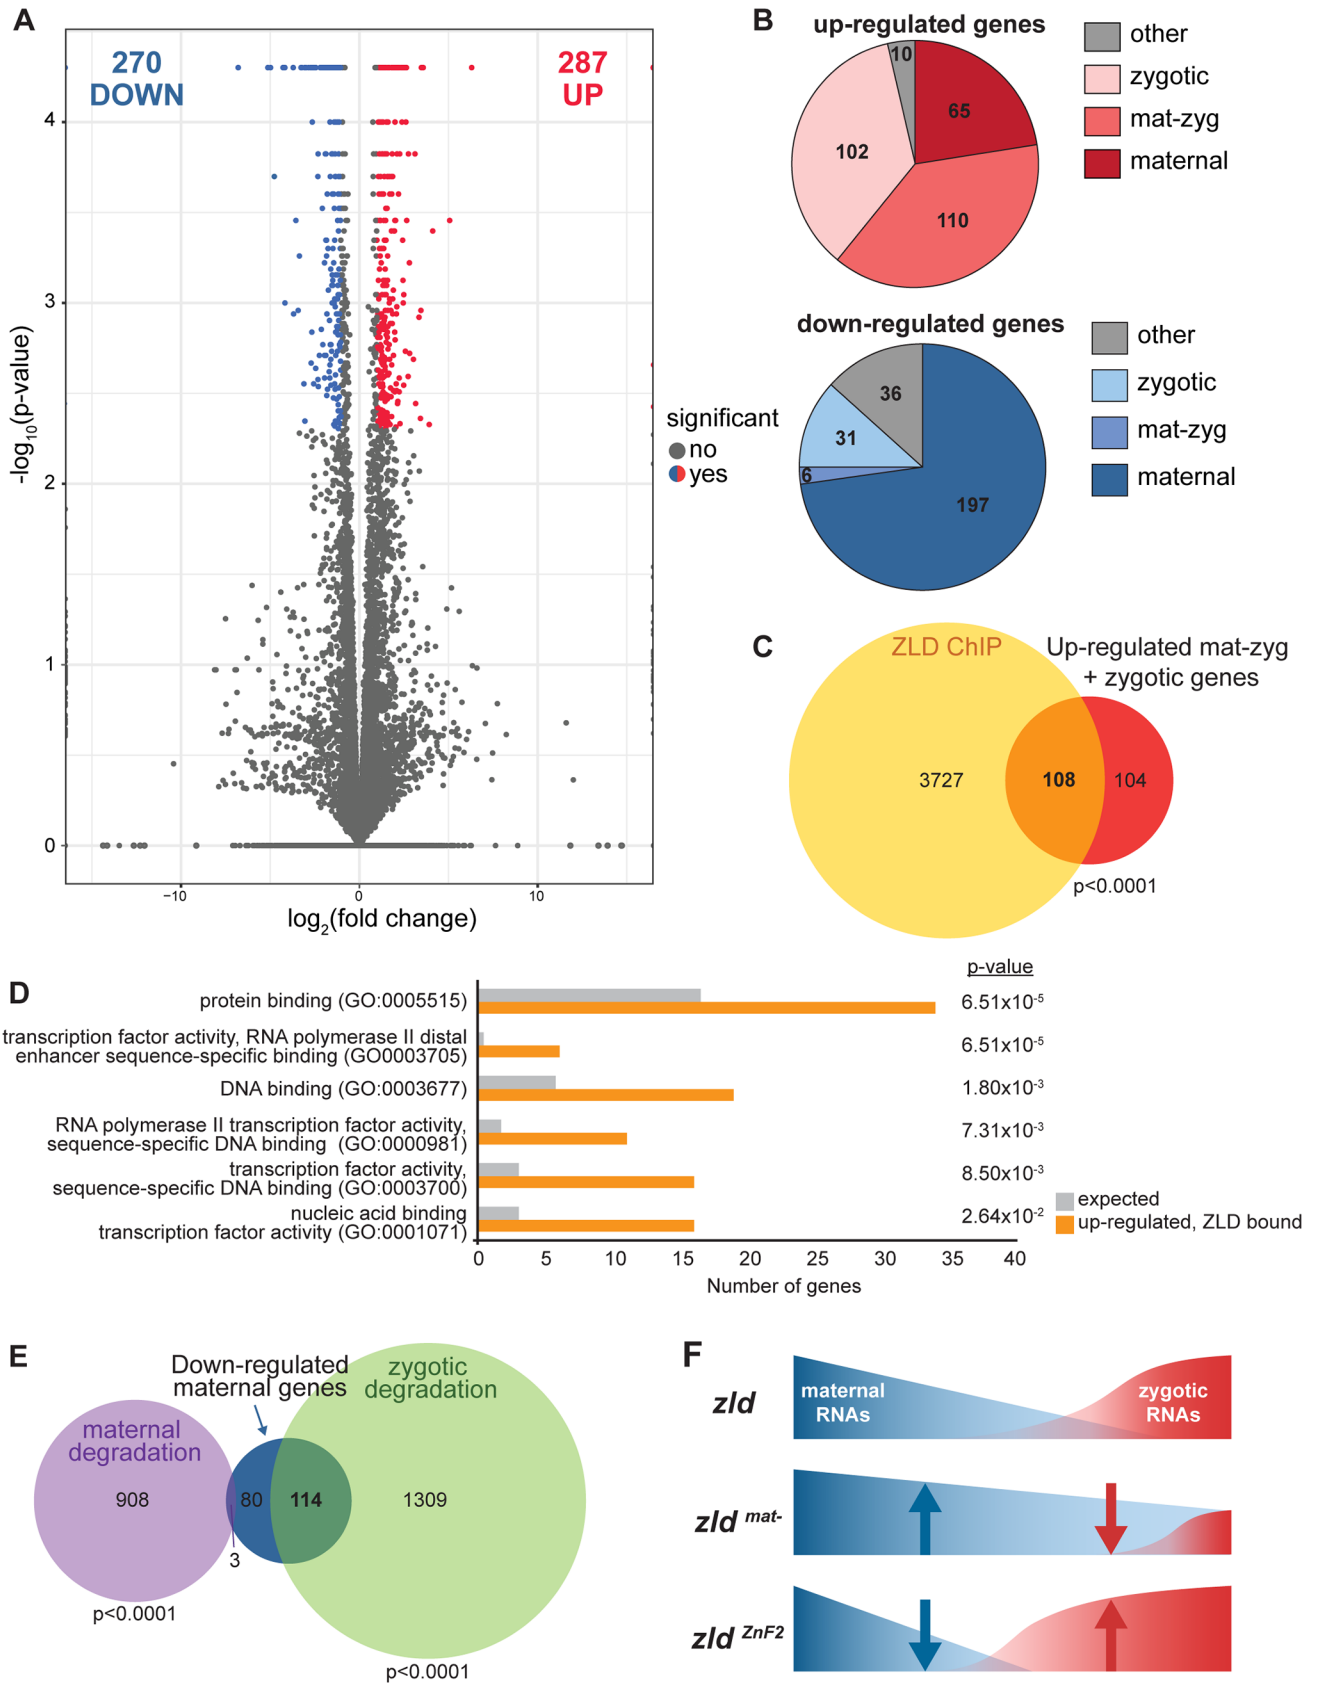 A
270
DOWN
287
UP
4
3
2
1
0
−10
0
10
-log10(p-value)
log2(fold change)
significant
no
yes
B
up-regulated genes
10
65
102
110
other
zygotic
mat-zyg
maternal
down-regulated genes
36
31
6
197
other
zygotic
mat-zyg
maternal
C
ZLD ChIP
Up-regulated mat-zyg
+ zygotic genes
3727
108
104
p<0.0001
D
p-value
protein binding (GO:0005515)
6.51x10-5
transcription factor activity, RNA polymerase II distal
enhancer sequence-specific binding (GO0003705)
6.51x10-5
DNA binding (GO:0003677)
1.80x10-3
RNA polymerase II transcription factor activity,
sequence-specific DNA binding (GO:0000981)
7.31x10-3
transcription factor activity,
sequence-specific DNA binding (GO:0003700)
8.50x10-3
nucleic acid binding
transcription factor activity (GO:0001071)
2.64x10-2
expected
up-regulated, ZLD bound
0 5 10 15 20 25 30 35 40
Number of genes
E
Down-regulated
maternal genes
zygotic
degradation
maternal
degradation
908
80
114
1309
3
p<0.0001
p<0.0001
F
zld
maternal
RNAs
zygotic
RNAs
zld mat-
zld ZnF2